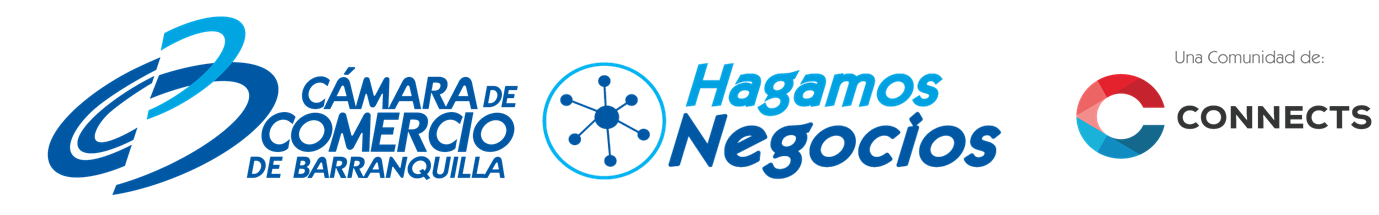 CÁMARA DE
COMERCIO
DE BARRANQUILLA
Hagamos
Negocios
Una Comunidad de:
CONNECTS